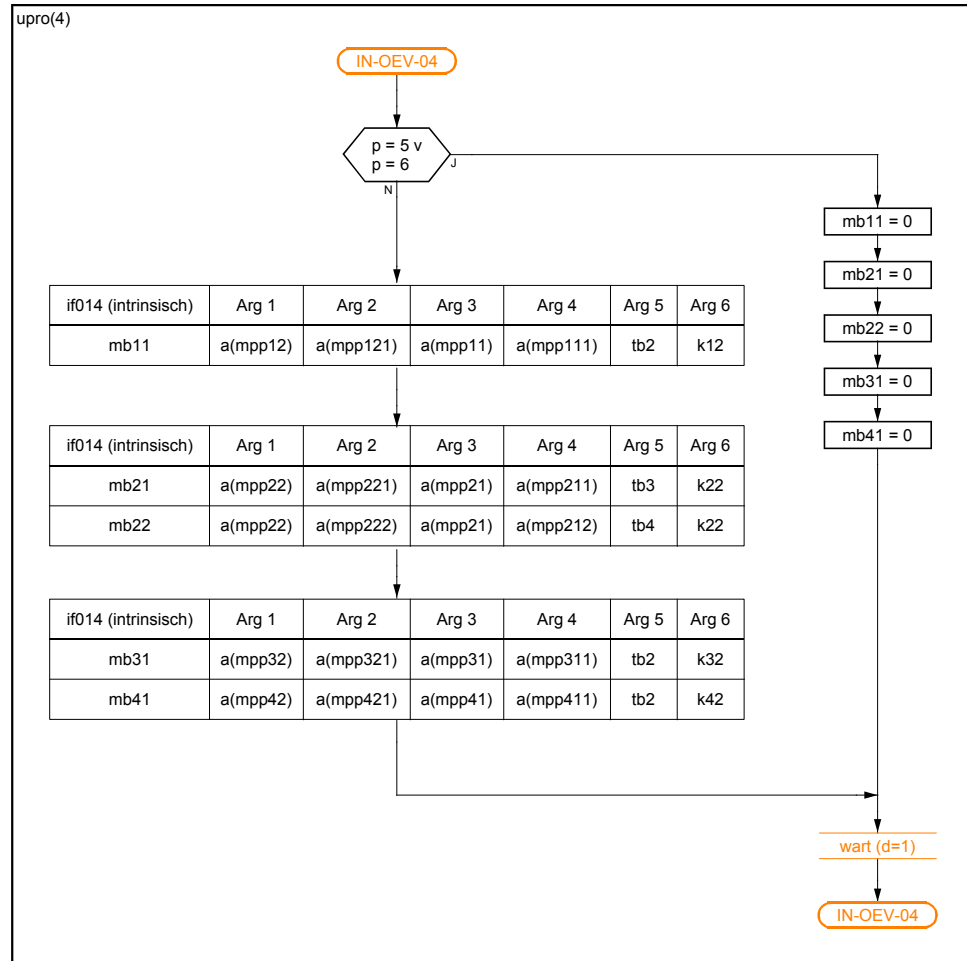 upro(4)
IN-OEV-04
p = 5 v
p = 6
J
N
mb11 = 0
mb21 = 0
mb22 = 0
mb31 = 0
mb41 = 0
if014 (intrinsisch) Arg 1 Arg 2 Arg 3 Arg 4 Arg 5 Arg 6
mb11 a(mpp12) a(mpp121) a(mpp11) a(mpp111) tb2 k12
if014 (intrinsisch) Arg 1 Arg 2 Arg 3 Arg 4 Arg 5 Arg 6
mb21 a(mpp22) a(mpp221) a(mpp21) a(mpp211) tb3 k22
mb22 a(mpp22) a(mpp222) a(mpp21) a(mpp212) tb4 k22
if014 (intrinsisch) Arg 1 Arg 2 Arg 3 Arg 4 Arg 5 Arg 6
mb31 a(mpp32) a(mpp321) a(mpp31) a(mpp311) tb2 k32
mb41 a(mpp42) a(mpp421) a(mpp41) a(mpp411) tb2 k42
wart (d=1)
IN-OEV-04